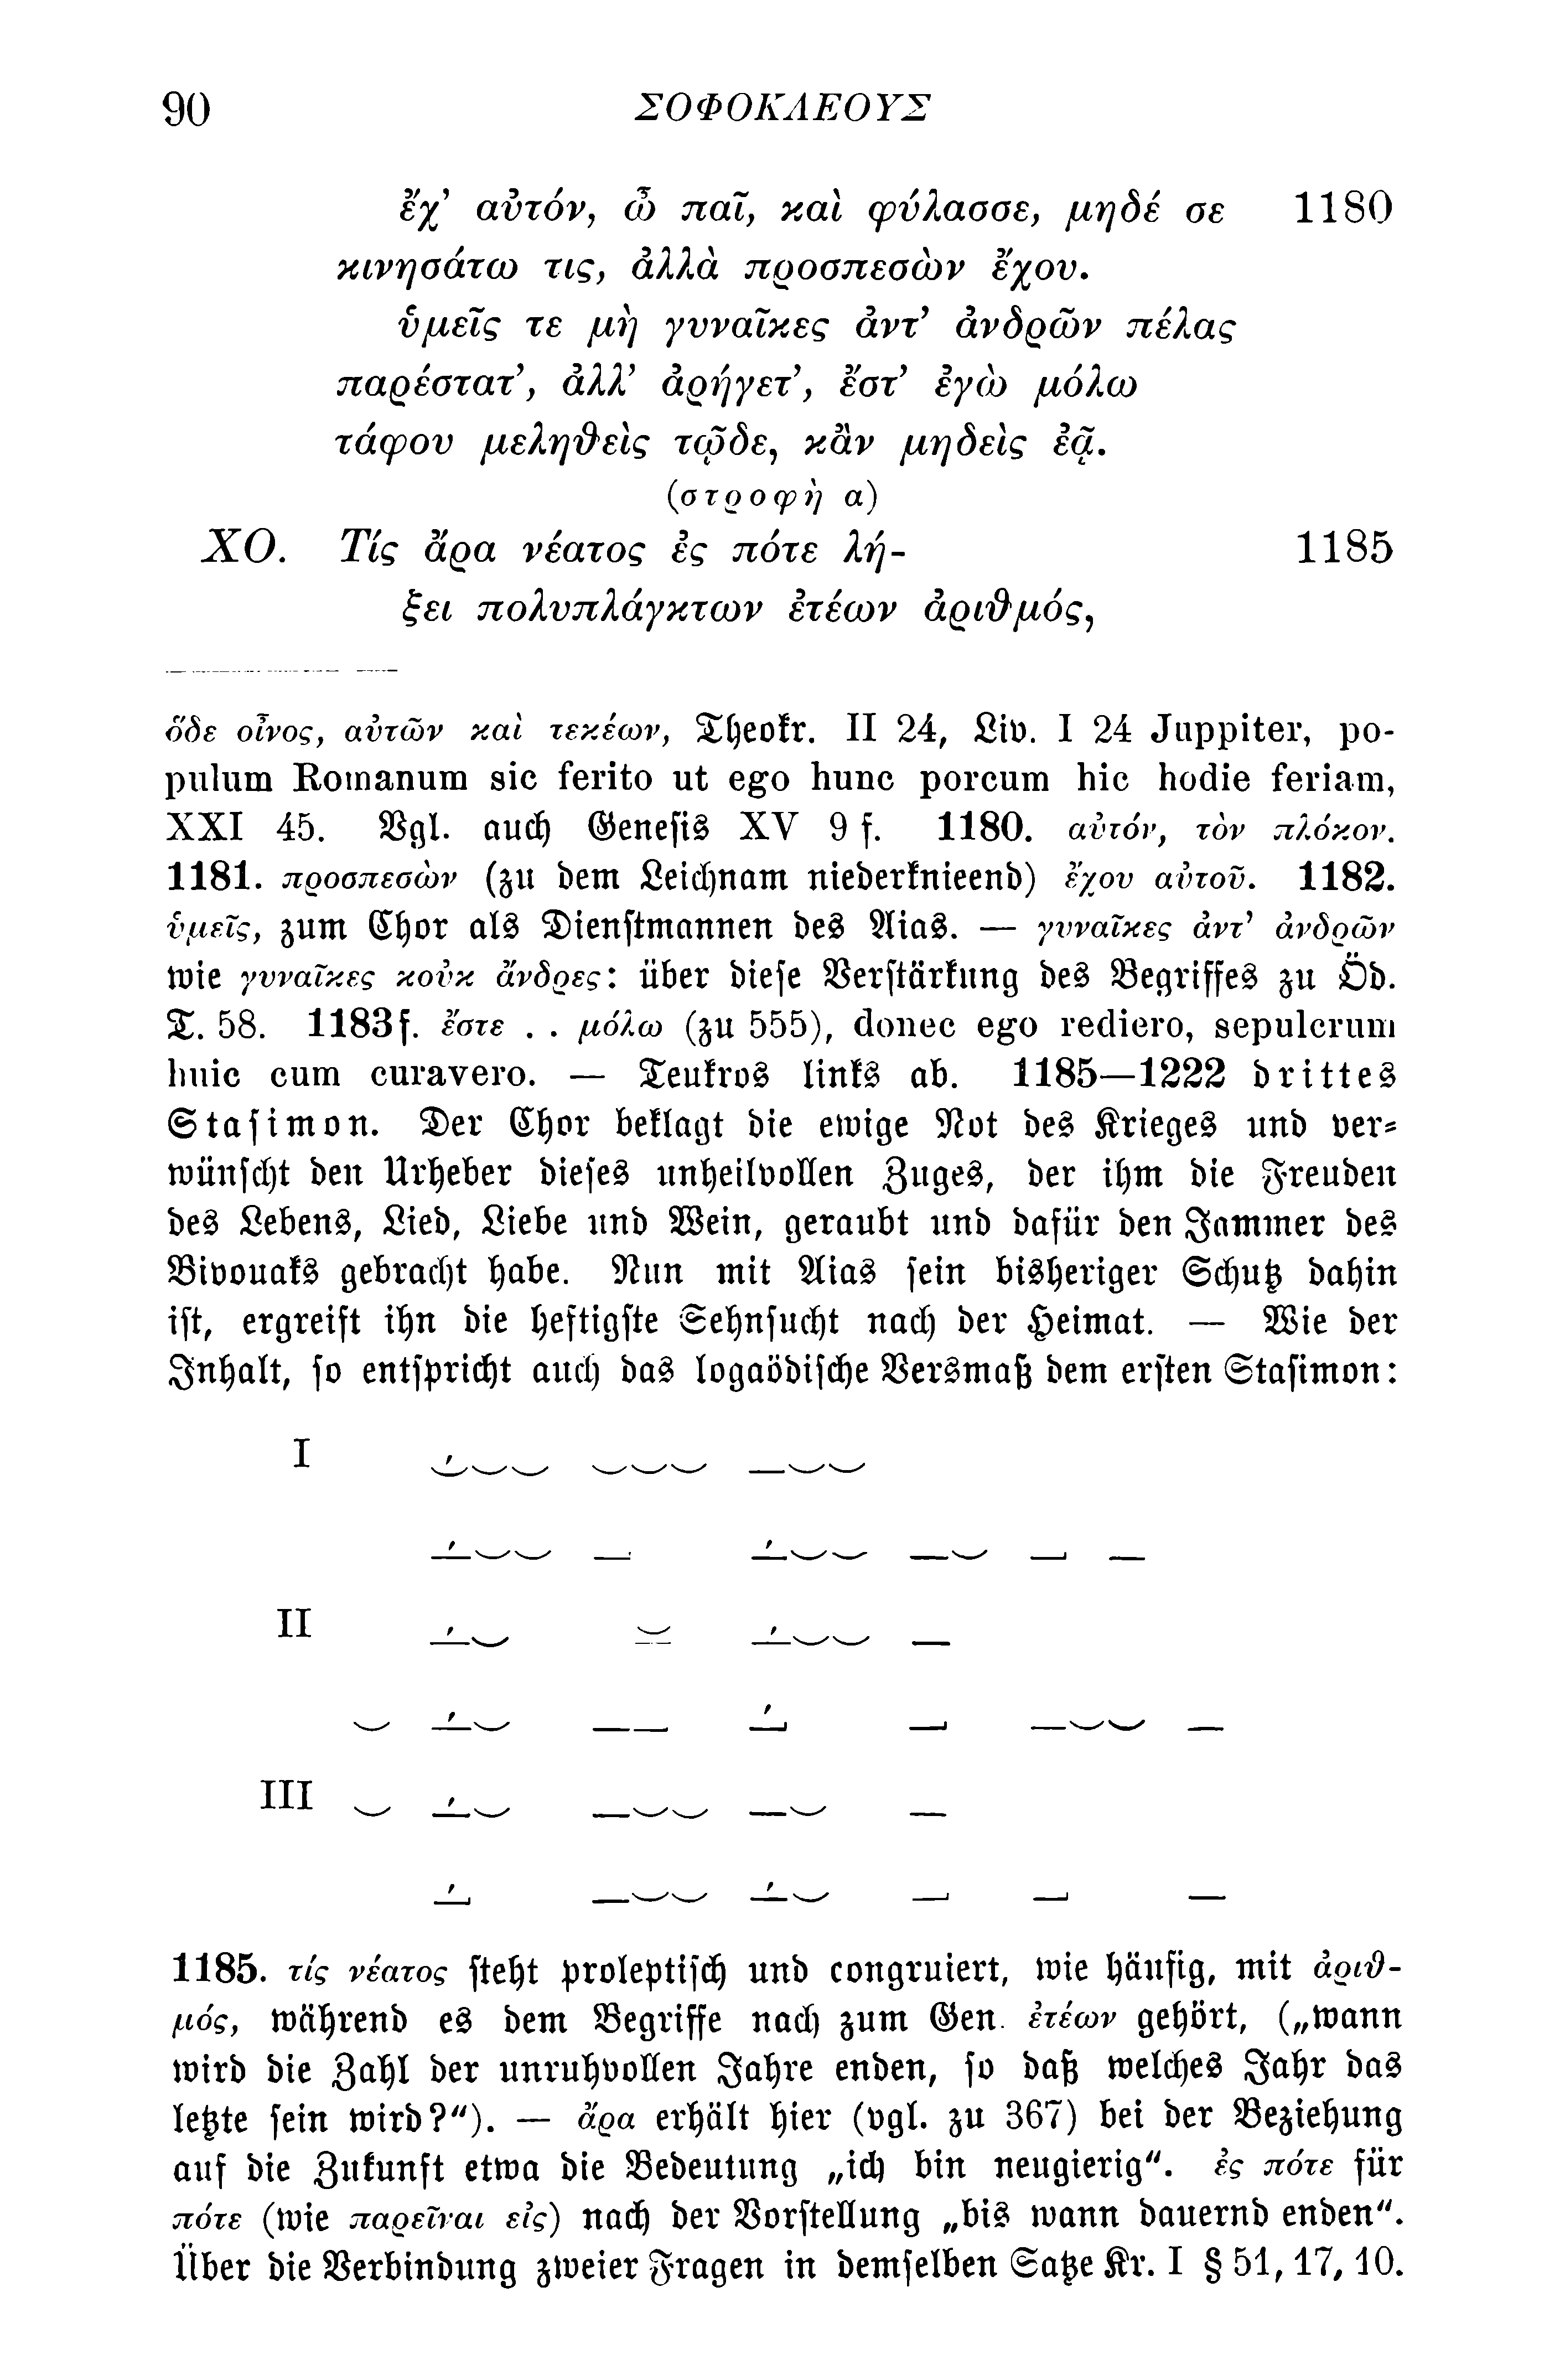 90 ΣΟΦΟΚΛΕΟΥΣ
ἔχ’ αὐτόν, ὦ παῖ, καὶ φύλασσε, μηδέ σε 1180
κινησάτω τις, ἀλλὰ προσπεσὼν ἔχου.
ὑμεῖς τε μὴ γυναῖκες ἀντ’ ἀνδρῶν πέλας
παρέστατ’, ἀλλ’ ἀρήγετ’, ἔστ’ ἐγὼ μόλω
τάφου μεληθεὶς τῷδε, κἂν μηδεὶς ἐᾷ.
(στροφὴ α)
ΧΟ. Τίς ἄρα νέατος ἐς πότε λή- 1185
ξει πολυπλάγκτων ἐτέων ἀριθμός,
ὅδε οἶνος, αὐτῶν καὶ τεκέων, Theokr. II 24, Liv. I 24 Juppiter, po-
pulum Romanum sic ferito ut ego hunc porcum hic hodie feriam,
XXI 45. Vgl. auch Genesis XV 9 f. 1180. αὐτόν, τὸν πλόκον.
1181. προσπεσὼν (zu dem Leichnam niederknieend) ἔχου αὐτοῦ. 1182.
ὑμεῖς, zum Chor als Dienstmannen des Aias. — γυναῖκες ἀντ’ ἀνδρῶν
wie γυναῖκες κοὐκ ἄνδρες: über diese Verstärkung des Begriffes zu Öd.
T. 58. 1183 f. ἔστε . . μόλω (zu 555), donec ego rediero, sepulcrum
huic cum curavero. — Teukros links ab. 1185—1222 drittes
Stasimon. Der Chor beklagt die ewige Not des Krieges und ver-
wünscht den Urheber dieses unheilvollen Zuges, der ihm die Freuden
des Lebens, Lied, Liebe und Wein, geraubt und dafür den Jammer des
Bivouaks gebracht habe. Nun mit Aias sein bisheriger Schutz dahin
ist, ergreift ihn die heftigste Sehnsucht nach der Heimat. — Wie der
Inhalt, so entspricht auch das logaödische Versmaß dem ersten Stasimon:
I
II
III
1185. τίς νέατος steht proleptisch und congruiert, wie häufig, mit ἀριθ-
μός, während es dem Begriffe nach zum Gen. ἐτέων gehört, („wann
wird die Zahl der unruhvollen Jahre enden, so daß welches Jahr das
letzte sein wird?"). — ἄρα erhält hier (vgl. zu 367) bei der Beziehung
auf die Zukunft etwa die Bedeutung „ich bin neugierig". ἐς πότε für
πότε (wie παρεῖναι εἰς) nach der Vorstellung „bis wann dauernd enden".
Über die Verbindung zweier Fragen in demselben Satze Kr. I § 51, 17, 10.